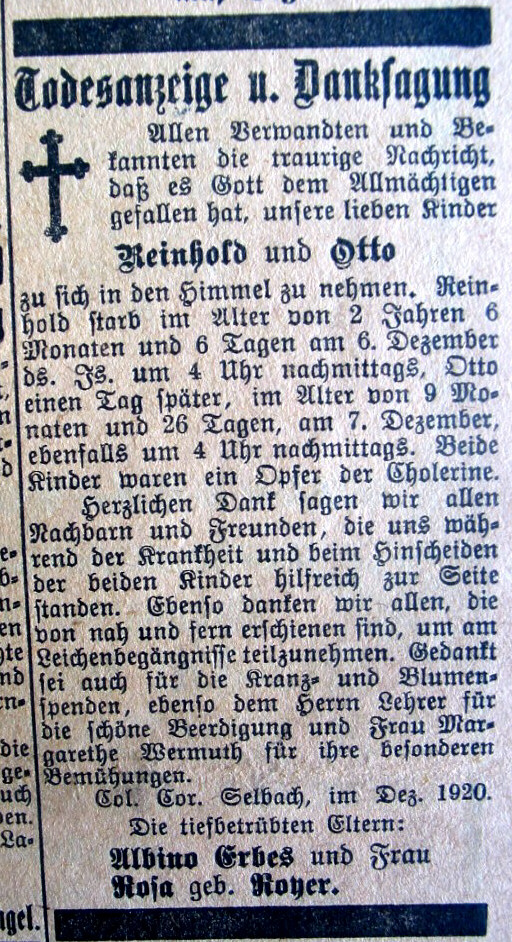 Todesanzeige u. Danksagung
Allen Verwandten und Be-
kannten die traurige Nachricht,
daß es Gott dem Allmächtigen
gefallen hat, unsere lieben Kinder
Reinhold und Otto
zu sich in den Himmel zu nehmen. Rein-
hold starb im Alter von 2 Jahren 6
Monaten und 6 Tagen am 6. Dezember
ds. Js. um 4 Uhr nachmittags, Otto
einen Tag später, im Alter von 9 Mo-
naten und 26 Tagen, am 7. Dezember,
ebenfalls um 4 Uhr nachmittags. Beide
Kinder waren ein Opfer der Cholerine.
Herzlichen Dank sagen wir allen
Nachbarn und Freunden, die uns wäh-
rend der Krankheit und beim Hinscheiden
der beiden Kinder hilfreich zur Seite
standen. Ebenso danken wir allen, die
von nah und fern erschienen sind, um am
Leichenbegängnisse teilzunehmen. Gedankt
sei auch für die Kranz- und Blumen-
spenden, ebenso dem Herrn Lehrer für
die schöne Beerdigung und Frau Mar-
garethe Wermuth für ihre besonderen
Bemühungen.
Col. Cor. Selbach, im Dez. 1920.
Die tiefbetrübten Eltern:
Albino Erbes und Frau
Rosa geb. Royer.